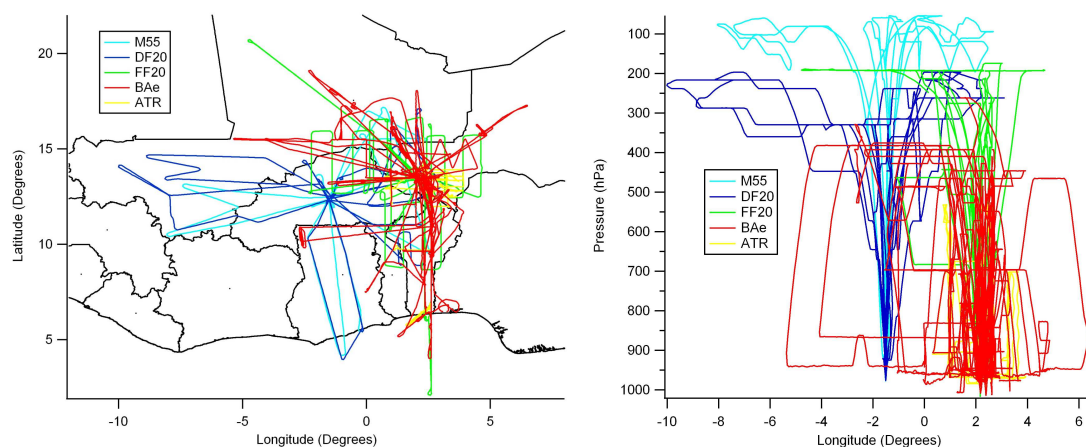 M55
DF20
FF20
BAe
ATR
20
15
10
5
Latitude (Degrees)
-10
-5
0
5
Longitude (Degrees)
100
200
300
400
500
600
700
800
900
1000
Pressure (hPa)
M55
DF20
FF20
BAe
ATR
-10
-8
-6
-4
-2
0
2
4
6
Longitude (Degrees)